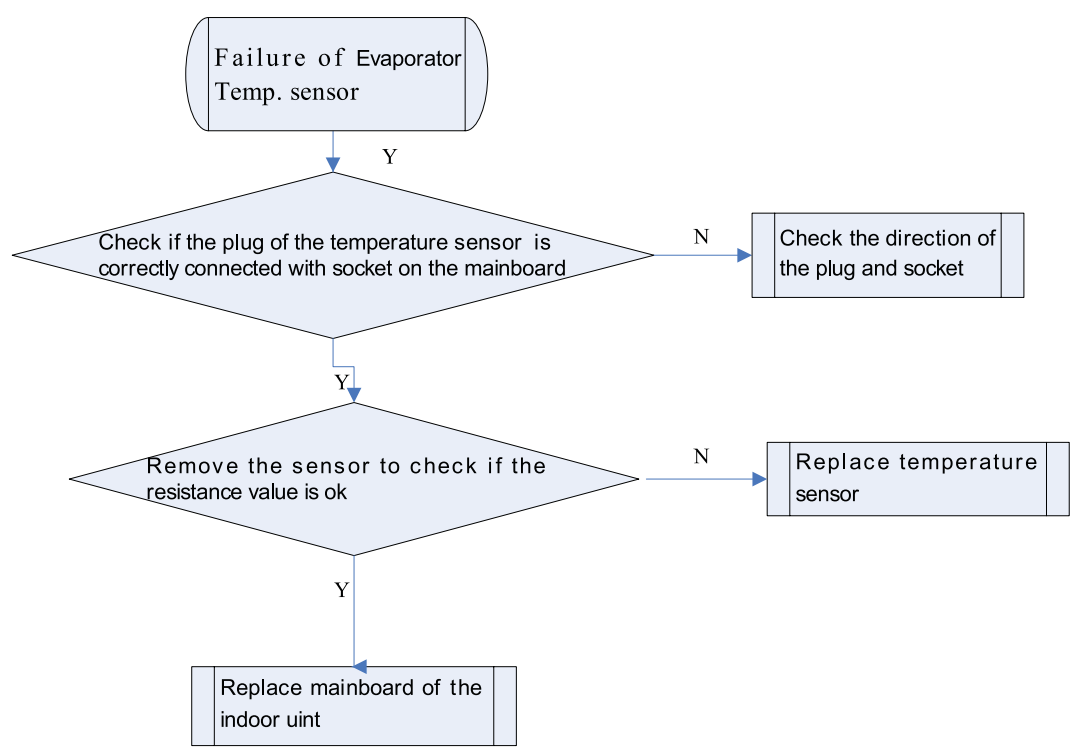 Failure of Evaporator
Temp. sensor
Y
Check if the plug of the temperature sensor is
correctly connected with socket on the mainboard
N
Check the direction of
the plug and socket
Y
Remove the sensor to check if the
resistance value is ok
N
Replace temperature
sensor
Y
Replace mainboard of the
indoor uint